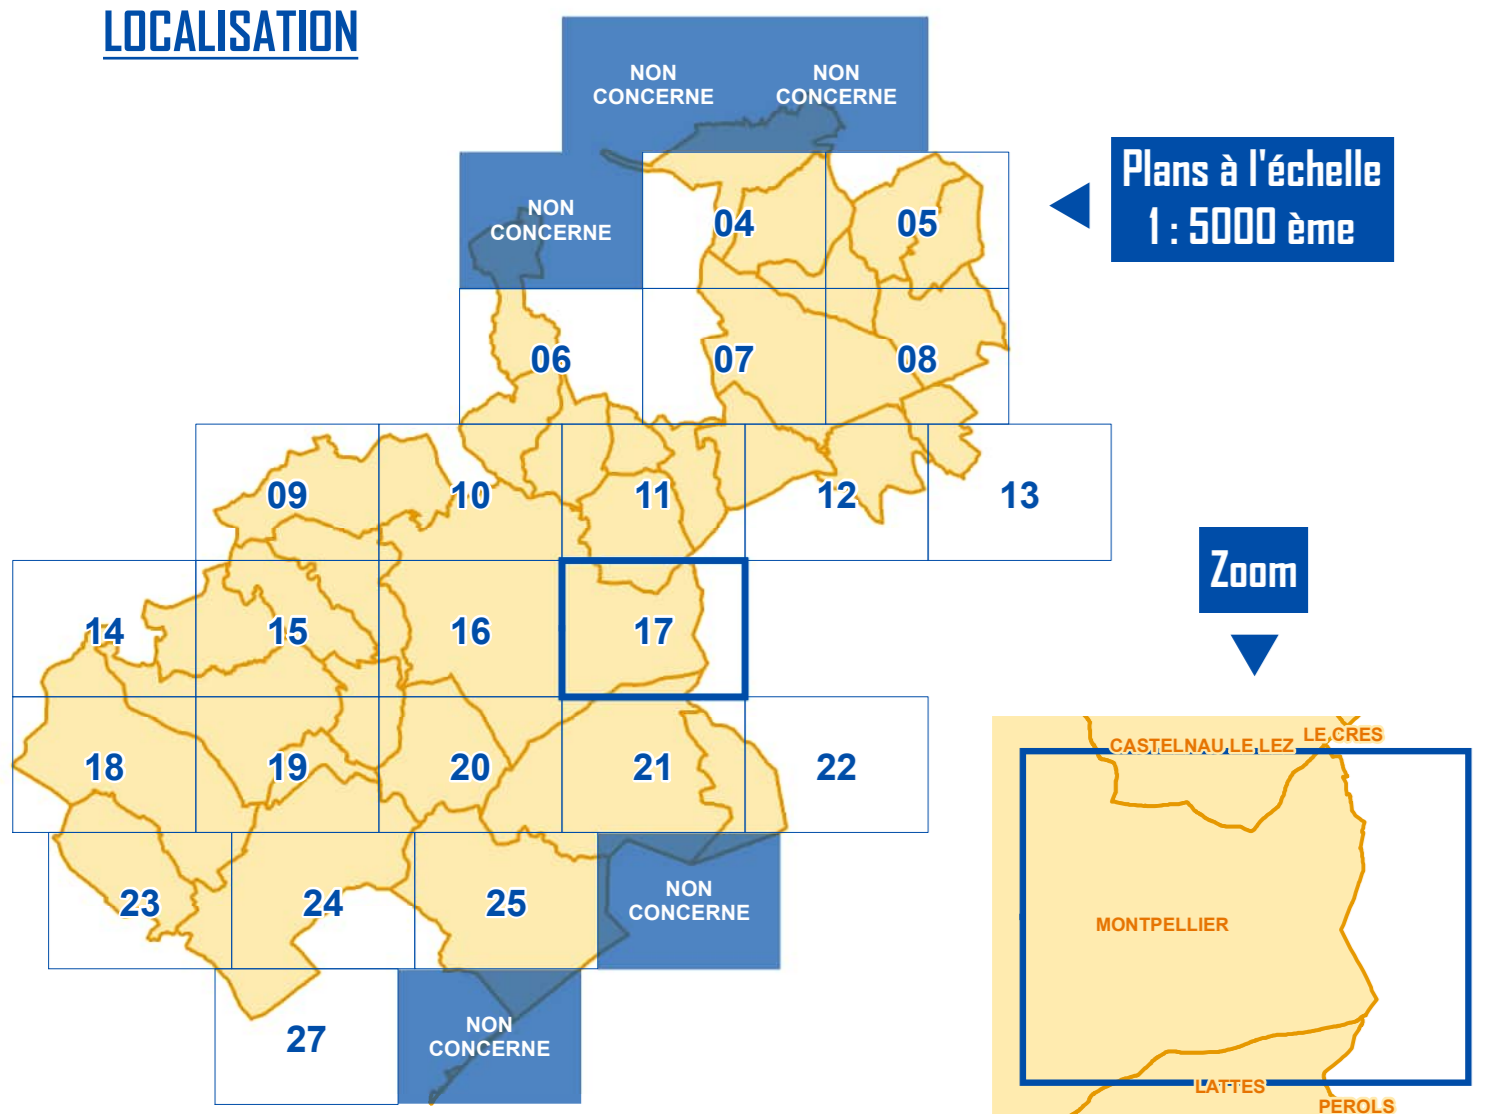 LOCALISATION
NON
CONCERNE
NON
CONCERNE
Plans à l'échelle
1 : 5000 ème
NON
CONCERNE
04
05
06
07
08
09
10
11
12
13
Zoom
14
15
16
17
18
19
20
21
22
CASTELNAU LE LEZ
LE CRES
MONTPELLIER
LATTES
PEROLS
23
24
25
NON
CONCERNE
27
NON
CONCERNE